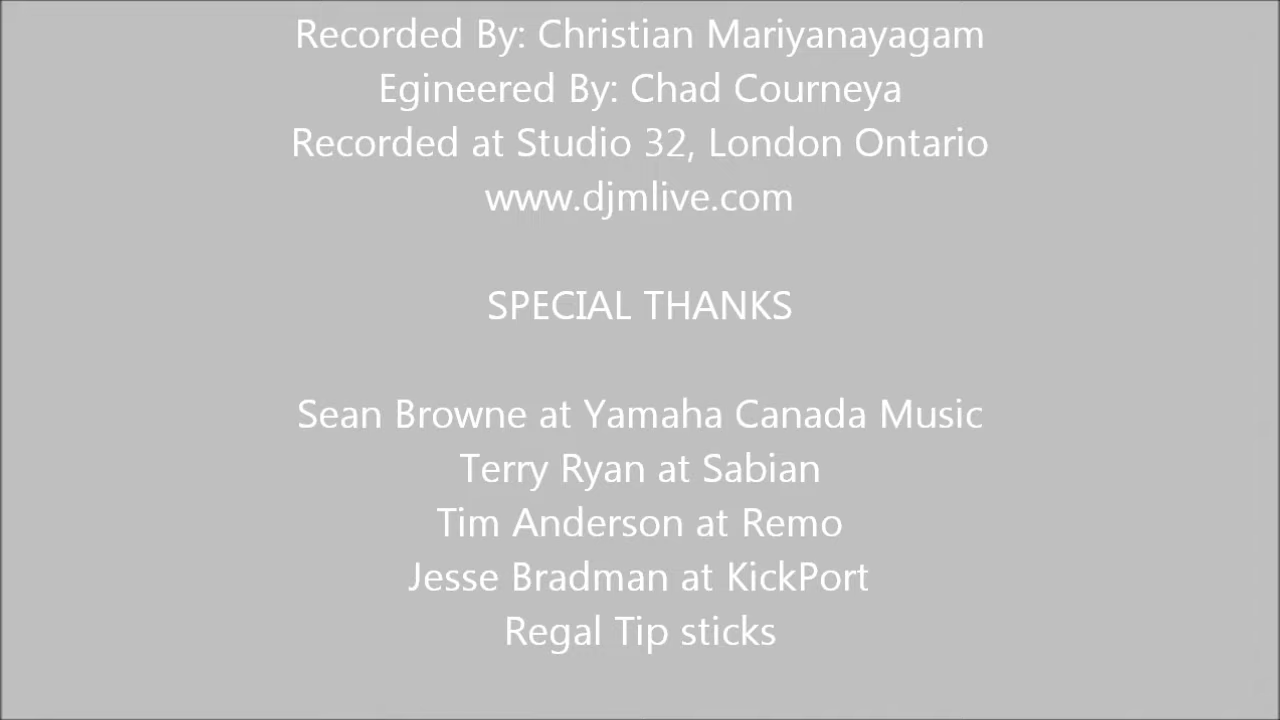 Recorded By: Christian Mariyanayagam
Egineered By: Chad Courneya
Recorded at Studio 32, London Ontario
www.djmlive.com
SPECIAL THANKS
Sean Browne at Yamaha Canada Music
Terry Ryan at Sabian
Tim Anderson at Remo
Jesse Bradman at KickPort
Regal Tip sticks